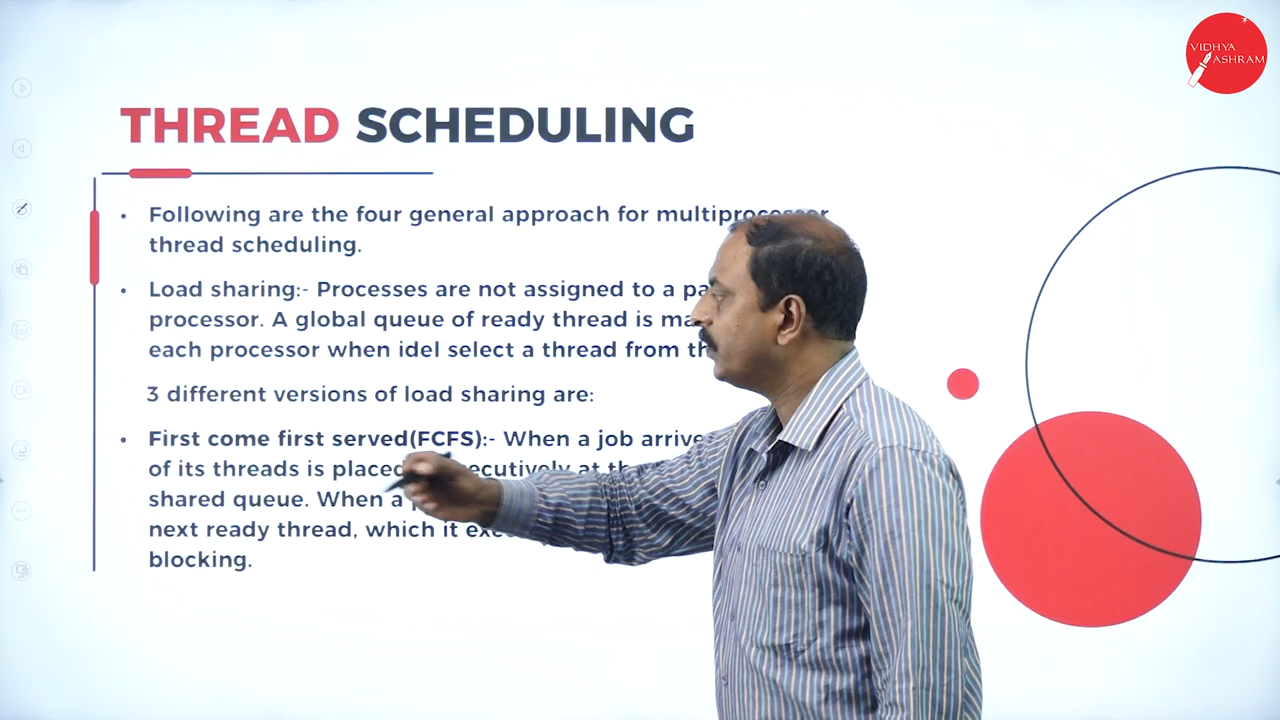 VIDHYA
ASHRAM
THREAD SCHEDULING
• Following are the four general approach for multiprocessor
thread scheduling.
• Load sharing:- Processes are not assigned to a
processor. A global queue of ready thread is
each processor when idel select a thread from
3 different versions of load sharing are:
• First come first served(FCFS):- When a job
of its threads is placed
shared queue. When a
next ready thread, which it
blocking.